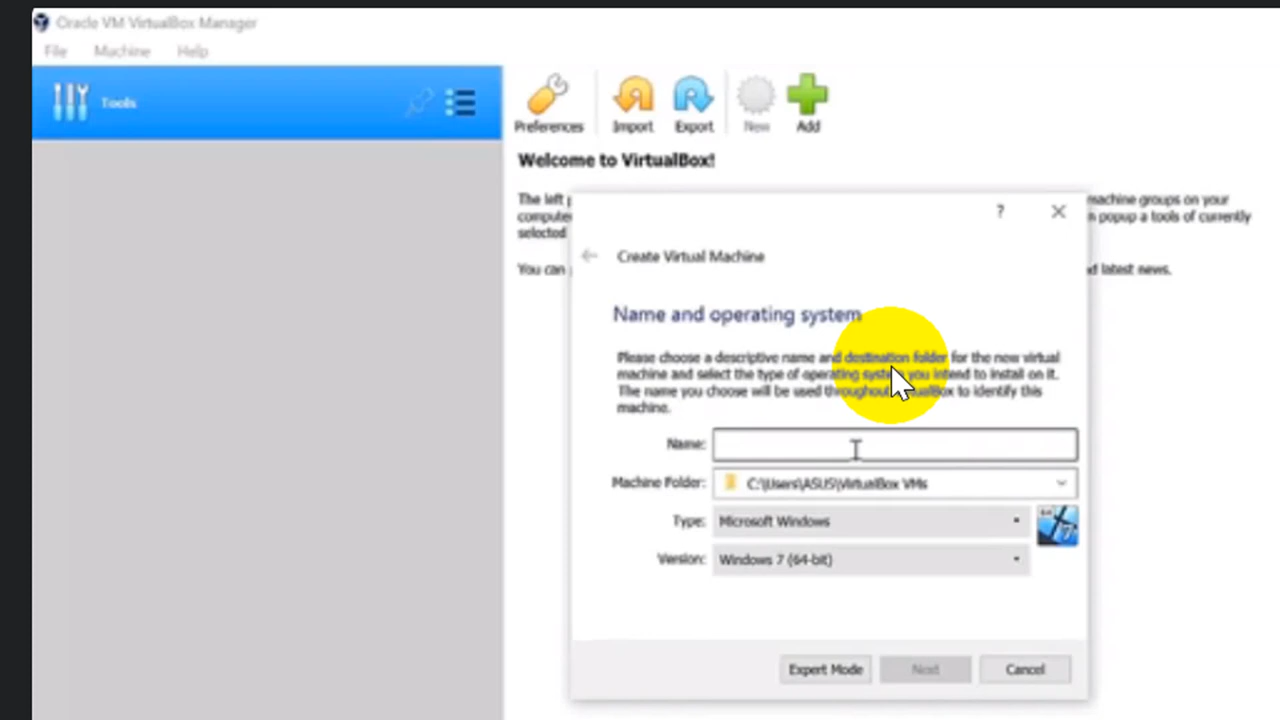 Oracle VM VirtualBox Manager
File Machine Help
Tools
Preferences Import Export New Add
Welcome to VirtualBox!
The left
machine groups on your
compute
popup a tools of currently
selected
You can
latest news.
? ×
Create Virtual Machine
Name and operating system
Please choose a descriptive name and destination folder for the new virtual
machine and select the type of operating system you intend to install on it.
The name you choose will be used throughout VirtualBox to identify this
machine.
Name:
Machine Folder: C:\Users\ASUS\VirtualBox VMs
Type: Microsoft Windows
64
7
Version: Windows 7 (64-bit)
Expert Mode Next Cancel